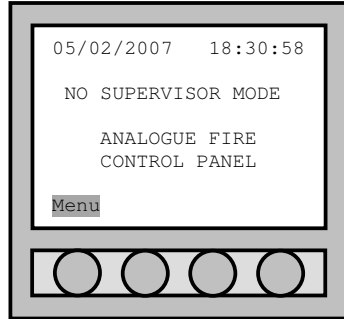 05/02/2007 18:30:58
NO SUPERVISOR MODE
ANALOGUE FIRE
CONTROL PANEL
Menu